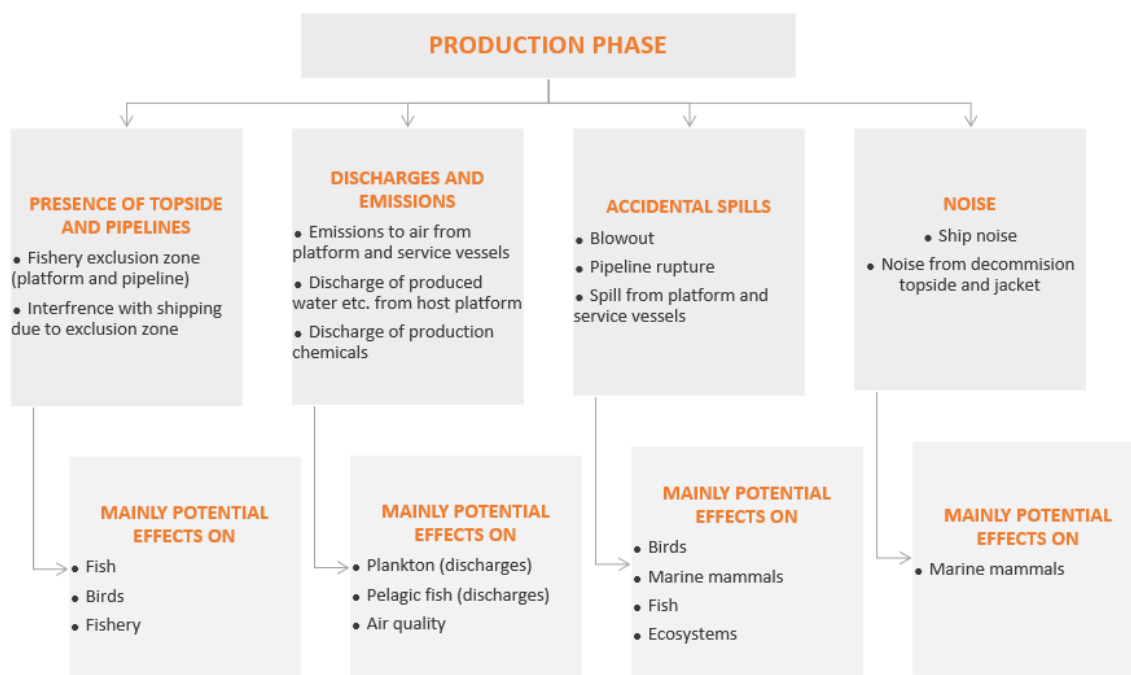 PRODUCTION PHASE
PRESENCE OF TOPSIDE
AND PIPELINES
• Fishery exclusion zone
(platform and pipeline)
• Interfrence with shipping
due to exclusion zone
DISCHARGES AND
EMISSIONS
• Emissions to air from
platform and service vessels
• Discharge of produced
water etc. from host platform
• Discharge of production
chemicals
ACCIDENTAL SPILLS
• Blowout
• Pipeline rupture
• Spill from platform and
service vessels
NOISE
• Ship noise
• Noise from decommision
topside and jacket
MAINLY POTENTIAL
EFFECTS ON
• Fish
• Birds
• Fishery
MAINLY POTENTIAL
EFFECTS ON
• Plankton (discharges)
• Pelagic fish (discharges)
• Air quality
MAINLY POTENTIAL
EFFECTS ON
• Birds
• Marine mammals
• Fish
• Ecosystems
MAINLY POTENTIAL
EFFECTS ON
• Marine mammals